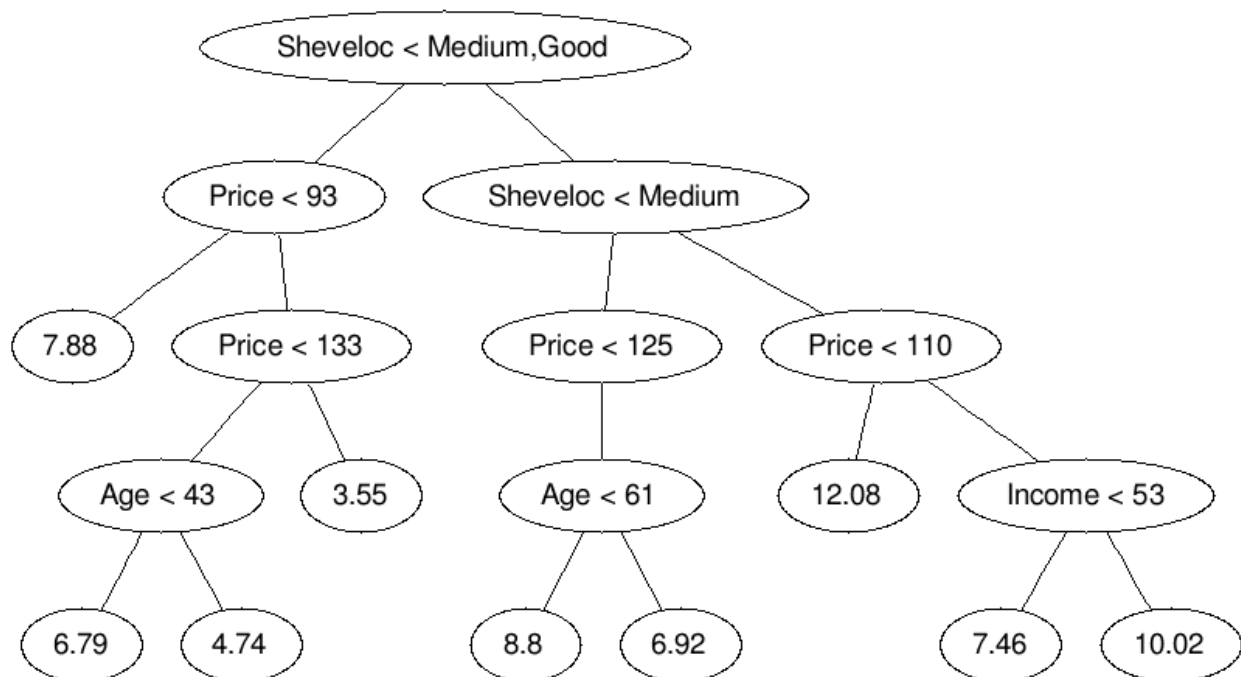 Sheveloc < Medium,Good
Price < 93
Sheveloc < Medium
7.88
Price < 133
Price < 125
Price < 110
Age < 43
3.55
Age < 61
12.08
Income < 53
6.79
4.74
8.8
6.92
7.46
10.02